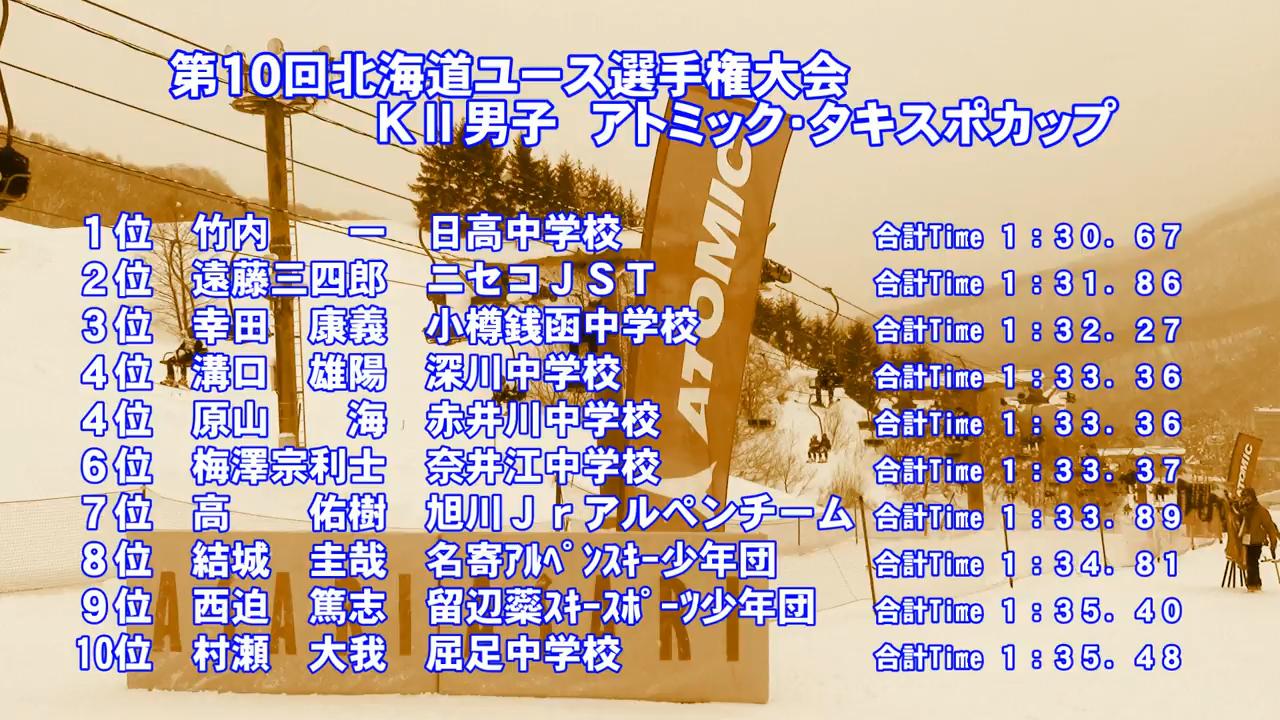 第10回北海道ユース選手権大会
KⅡ男子 アトミック・タキスポカップ
1位 竹内 一 日高中学校 合計Time 1:30.67
2位 遠藤三四郎 ニセコJST 合計Time 1:31.86
3位 幸田 康義 小樽銭函中学校 合計Time 1:32.27
4位 溝口 雄陽 深川中学校 合計Time 1:33.36
4位 原山 海 赤井川中学校 合計Time 1:33.36
6位 梅澤宗利士 奈井江中学校 合計Time 1:33.37
7位 高 佑樹 旭川Jrアルペンチーム 合計Time 1:33.89
8位 結城 圭哉 名寄ｱﾙﾍﾟﾝｽｷｰ少年団 合計Time 1:34.81
9位 西迫 篤志 留辺蘂ｽｷｰｽﾎﾟｰﾂ少年団 合計Time 1:35.40
10位 村瀬 大我 屈足中学校 合計Time 1:35.48
ATOMIC
ATOMIC